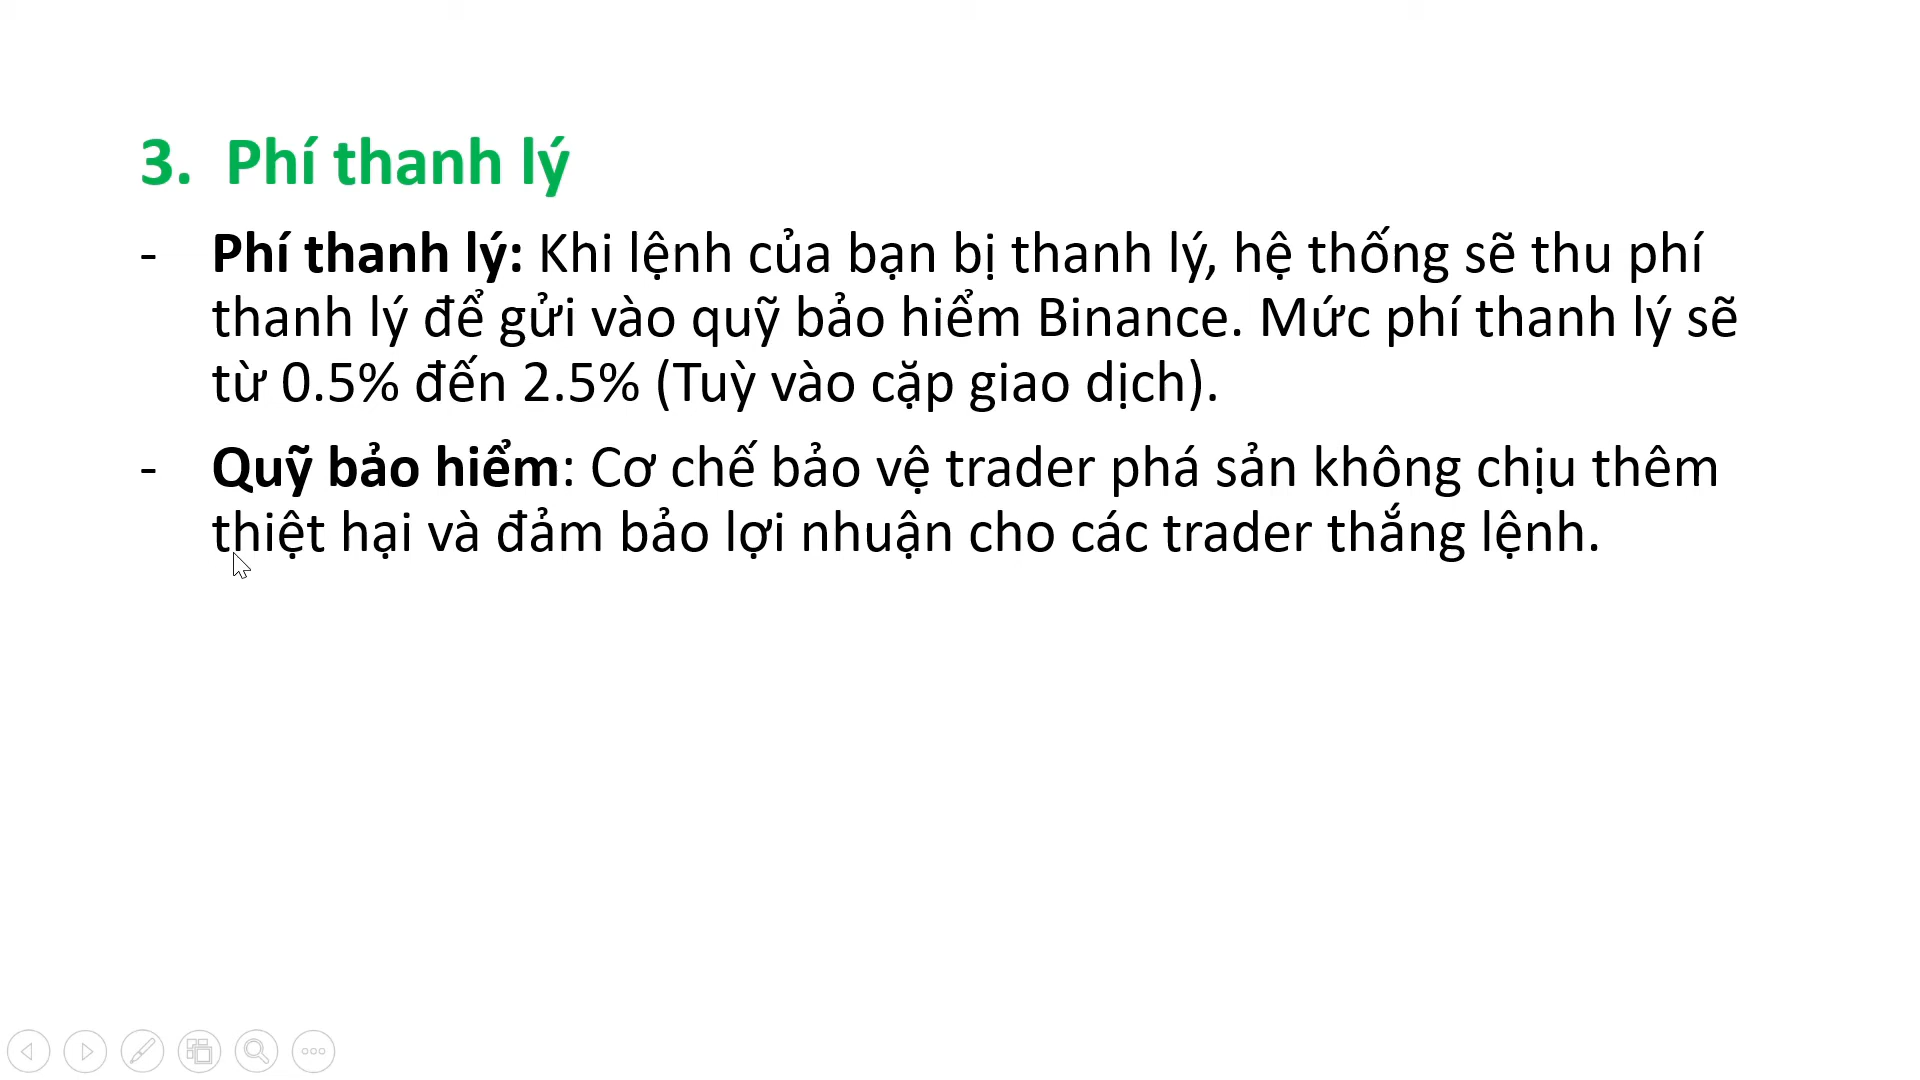 3. Phí thanh lý
- Phí thanh lý: Khi lệnh của bạn bị thanh lý, hệ thống sẽ thu phí
thanh lý để gửi vào quỹ bảo hiểm Binance. Mức phí thanh lý sẽ
từ 0.5% đến 2.5% (Tuỳ vào cặp giao dịch).
- Quỹ bảo hiểm: Cơ chế bảo vệ trader phá sản không chịu thêm
thiệt hại và đảm bảo lợi nhuận cho các trader thắng lệnh.